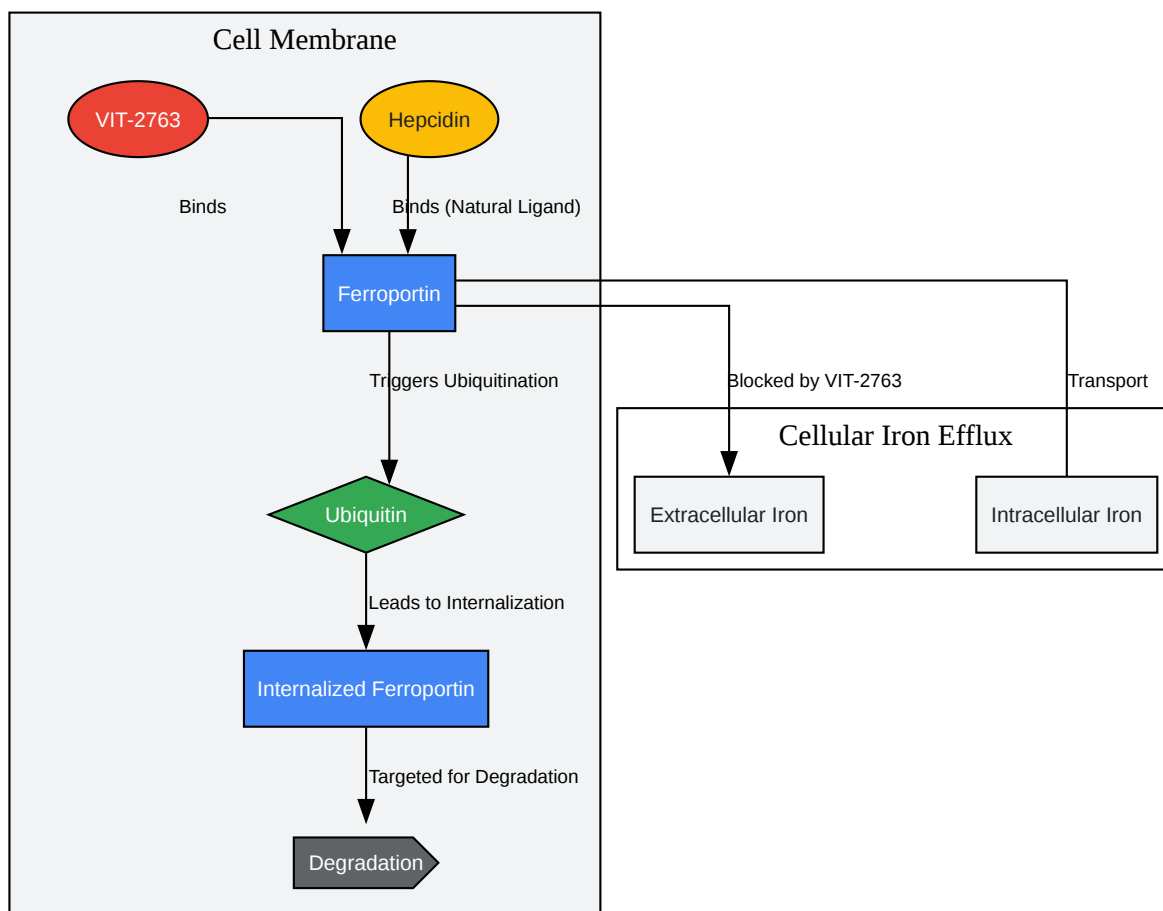 Cell Membrane
VIT-2763
Hepcidin
Binds
Binds (Natural Ligand)
Ferroportin
Triggers Ubiquitination
Blocked by VIT-2763
Transport
Cellular Iron Efflux
Ubiquitin
Extracellular Iron
Intracellular Iron
Leads to Internalization
Internalized Ferroportin
Targeted for Degradation
Degradation